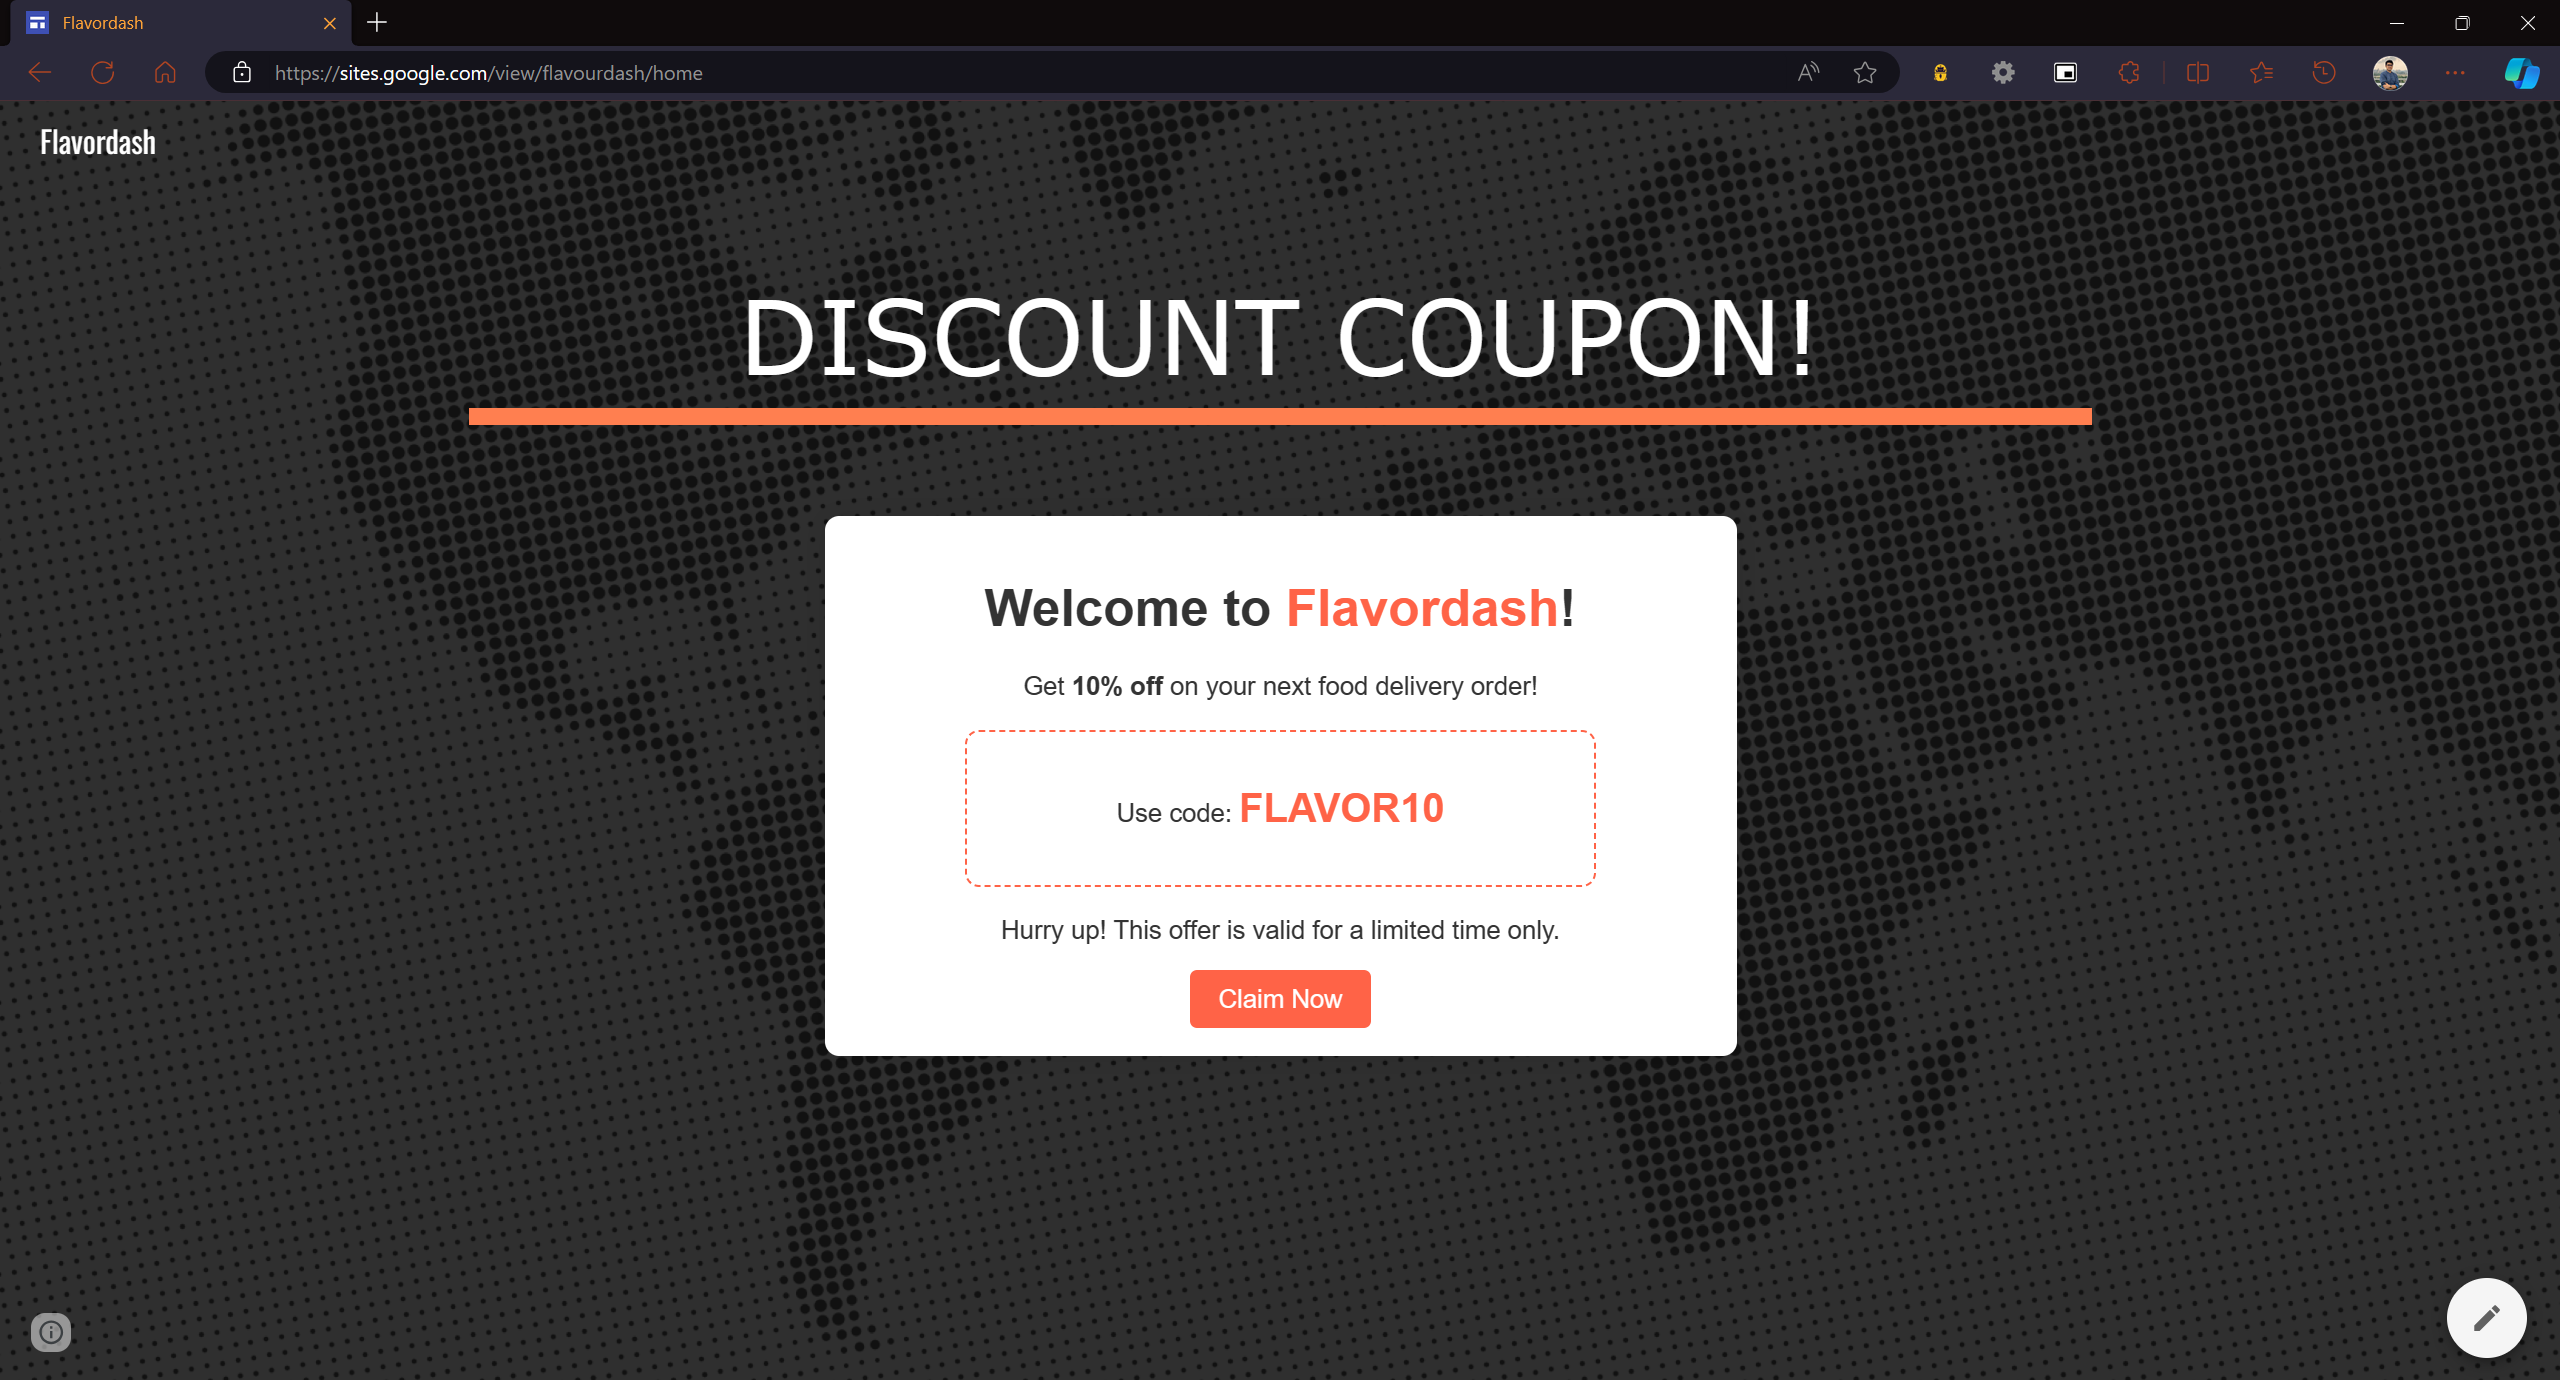 Flavordash
https://sites.google.com/view/flavourdash/home
Flavordash
DISCOUNT COUPON!
Welcome to Flavordash!
Get 10% off on your next food delivery order!
Use code: FLAVOR10
Hurry up! This offer is valid for a limited time only.
Claim Now